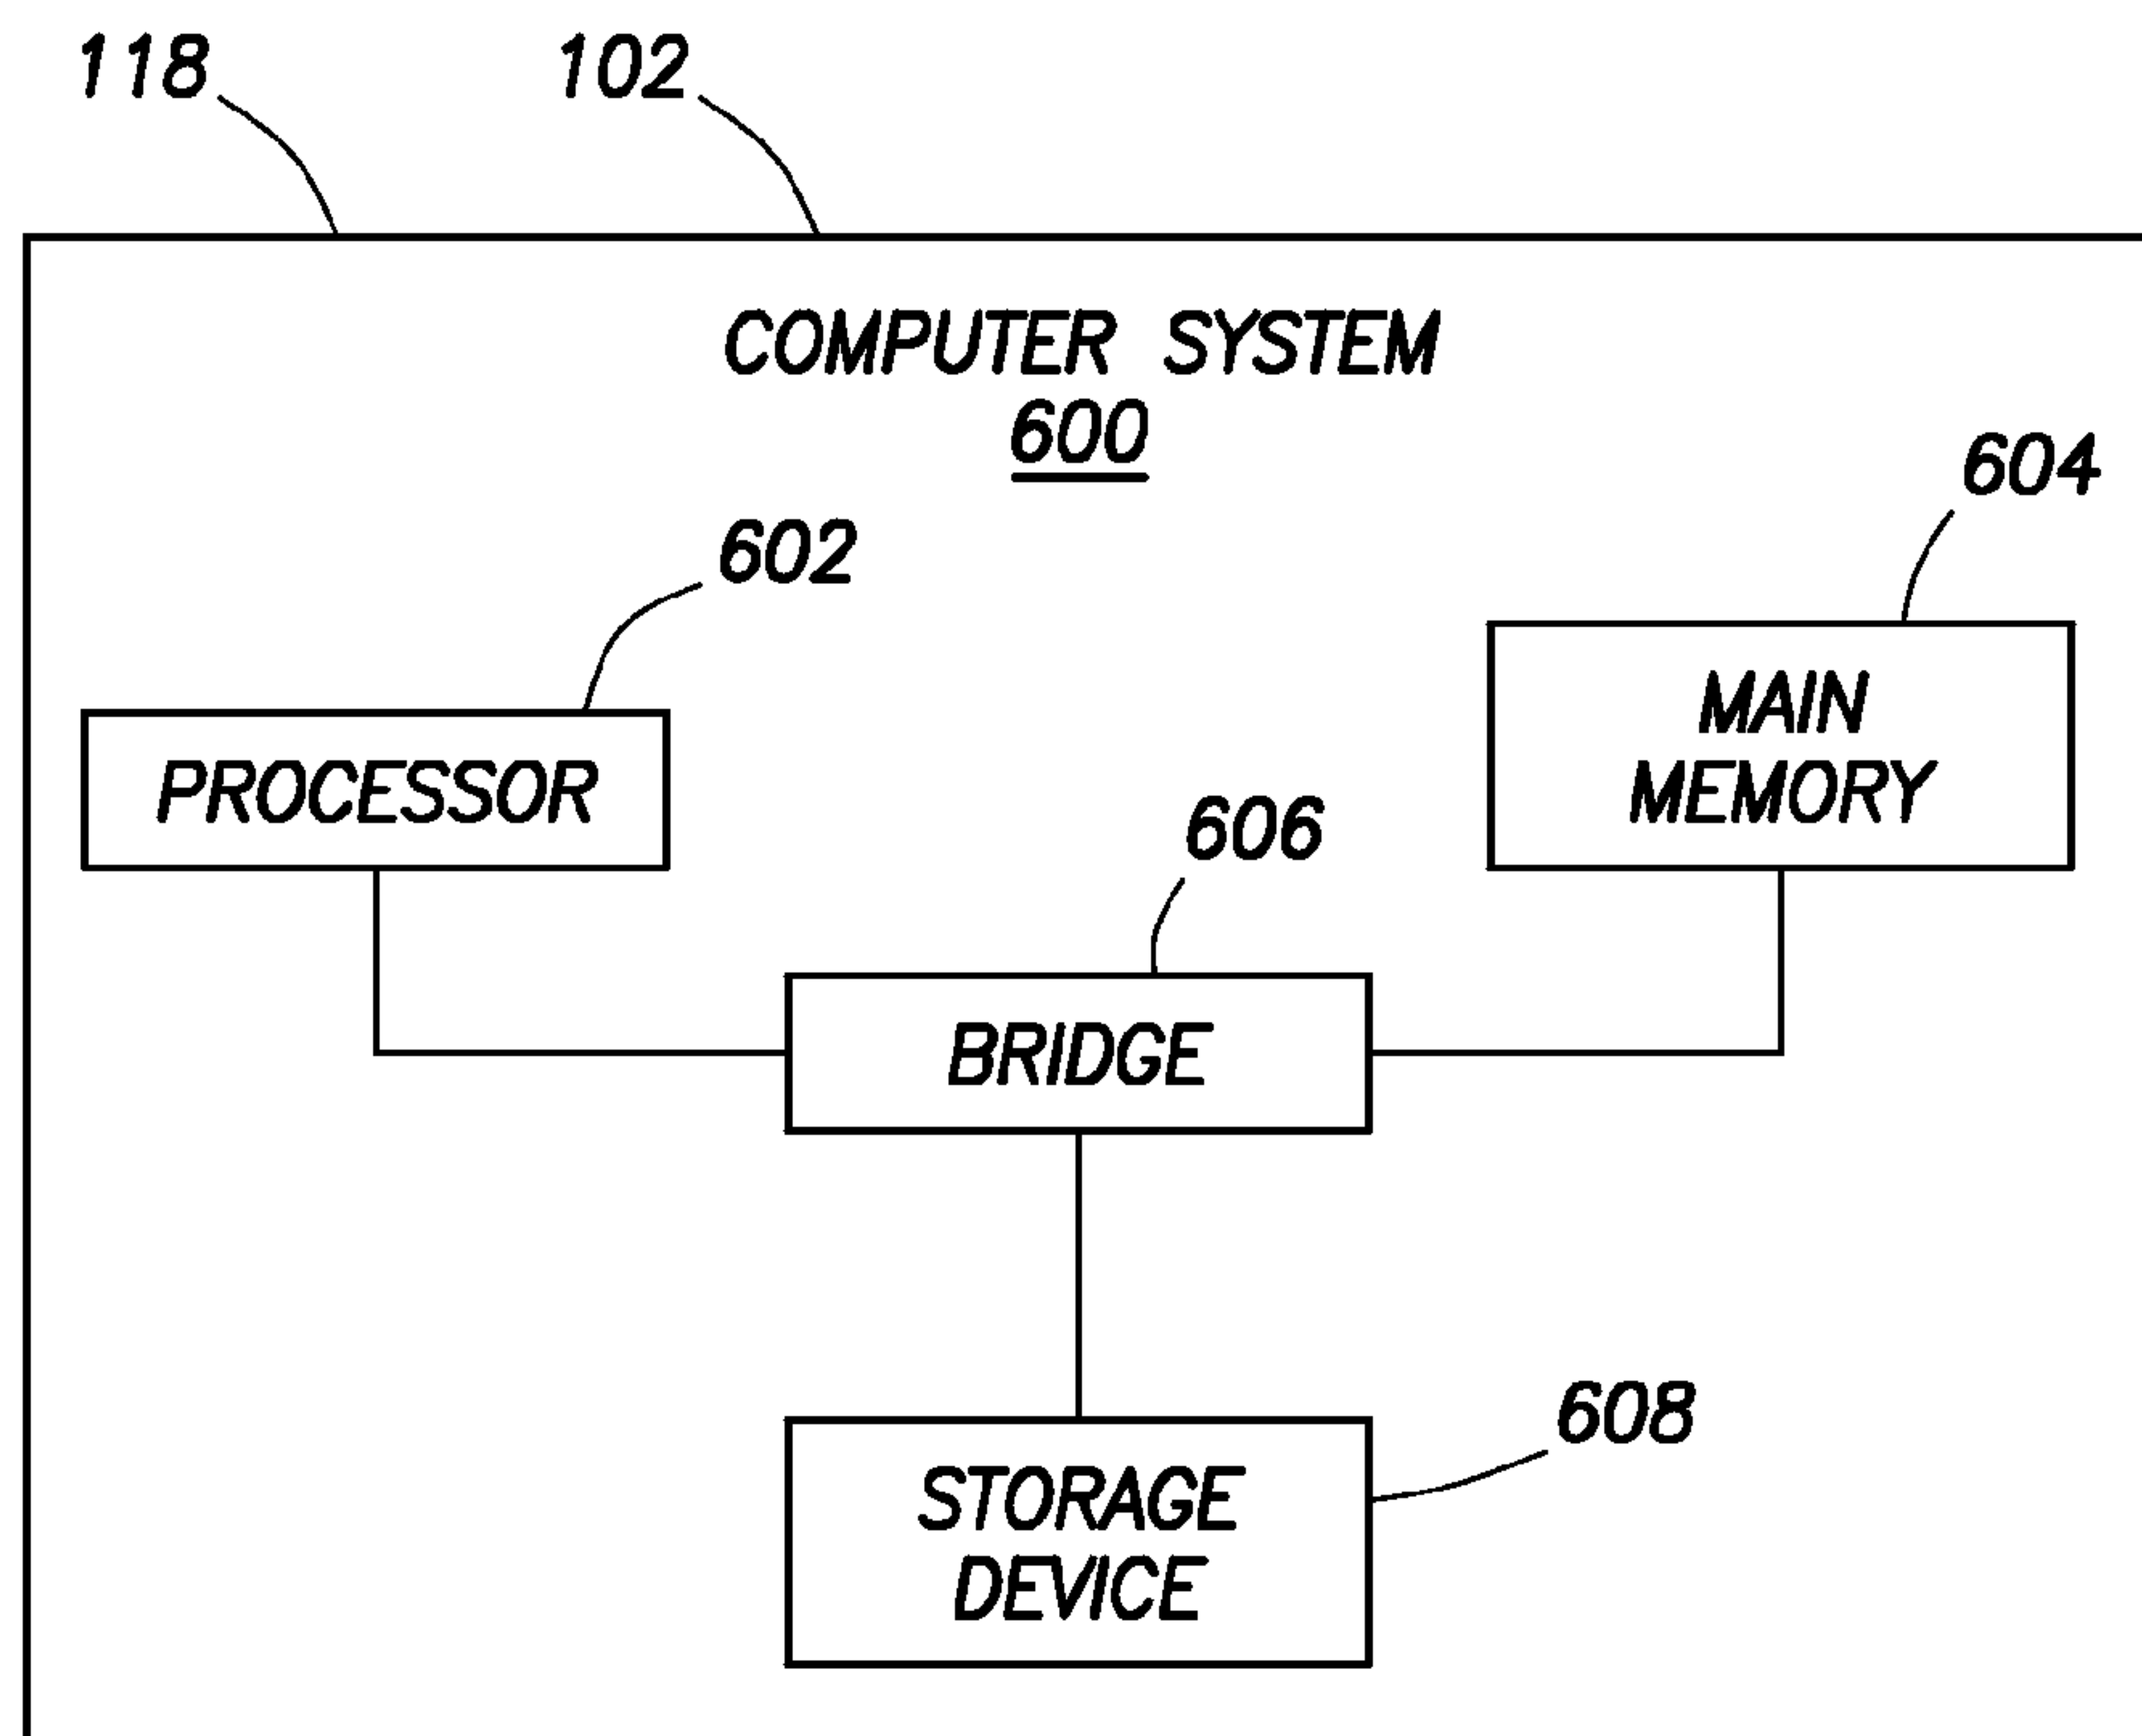 118
102
COMPUTER SYSTEM
600
604
602
MAIN
MEMORY
PROCESSOR
606
BRIDGE
608
STORAGE
DEVICE